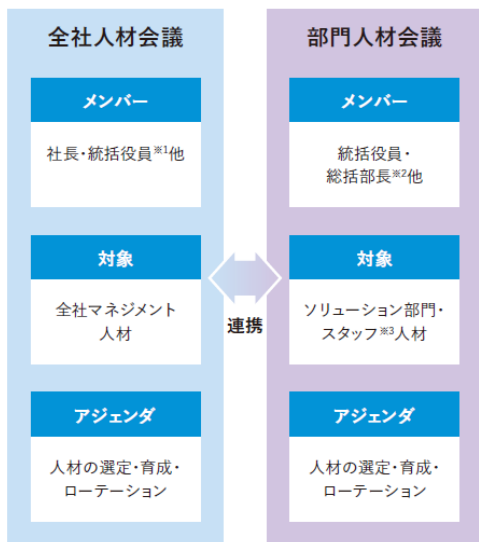 全社人材会議
メンバー
社長・統括役員※1他
対象
全社マネジメント
人材
アジェンダ
人材の選定・育成・
ローテーション
連携
部門人材会議
メンバー
統括役員・
総括部長※2他
対象
ソリューション部門・
スタッフ※3人材
アジェンダ
人材の選定・育成・
ローテーション